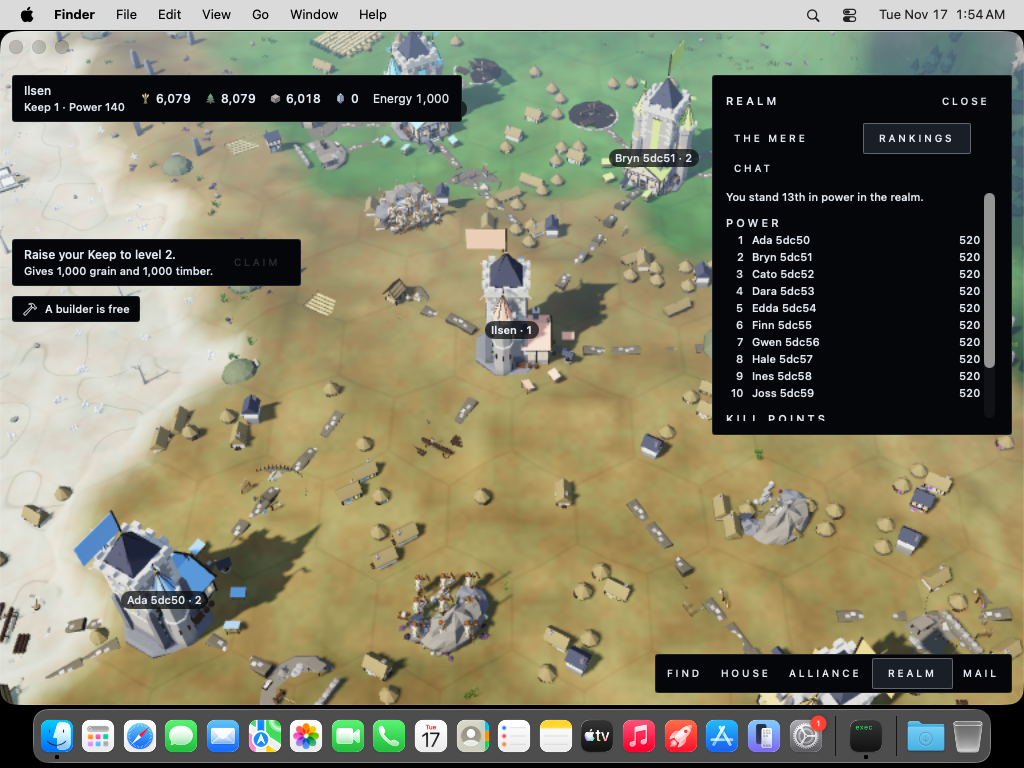 Finder File Edit View Go Window Help Tue Nov 17 1:54 AM
Ilsen
Keep 1 · Power 140
6,079 8,079 6,018 0 Energy 1,000
Bryn 5dc51 · 2
Raise your Keep to level 2.
Gives 1,000 grain and 1,000 timber.
CLAIM
A builder is free
Ilsen · 1
Ada 5dc50 · 2
REALM CLOSE
THE MERE RANKINGS
CHAT
You stand 13th in power in the realm.
POWER
1 Ada 5dc50 520
2 Bryn 5dc51 520
3 Cato 5dc52 520
4 Dara 5dc53 520
5 Edda 5dc54 520
6 Finn 5dc55 520
7 Gwen 5dc56 520
8 Hale 5dc57 520
9 Ines 5dc58 520
10 Joss 5dc59 520
KILL POINTS
FIND HOUSE ALLIANCE REALM MAIL
Tue
17
tv
1
exec